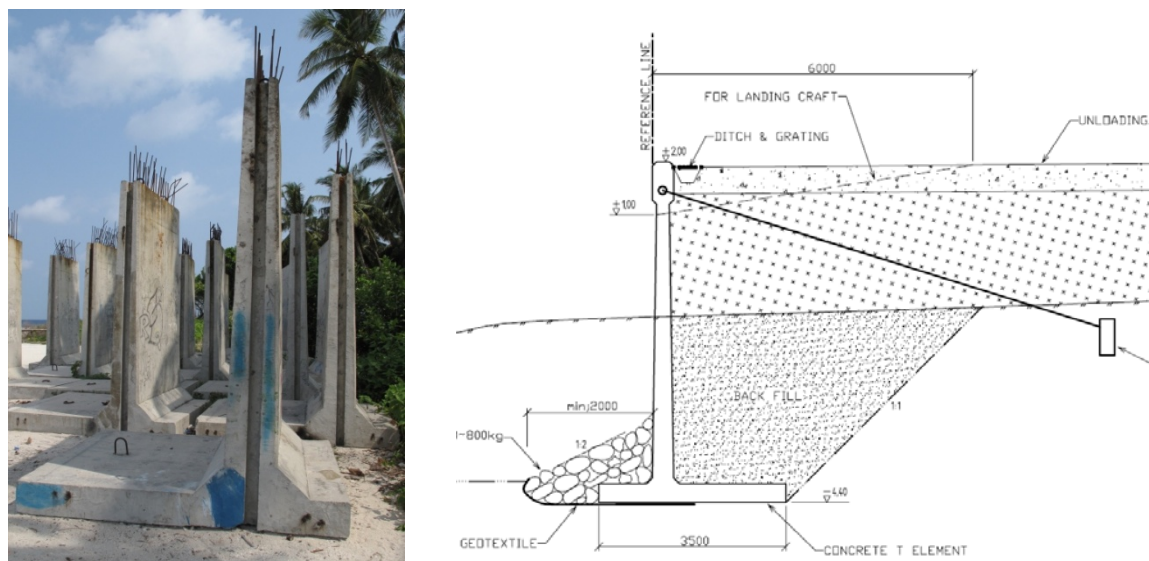 REFERENCE LINE
6000
FOR LANDING CRAFT
UNLOADING
DITCH & GRATING
±2.00
±1.00
min;2000
1:2
-800kg
BACK FILL
1:1
-4.40
GEOTEXTILE
3500
CONCRETE T ELEMENT